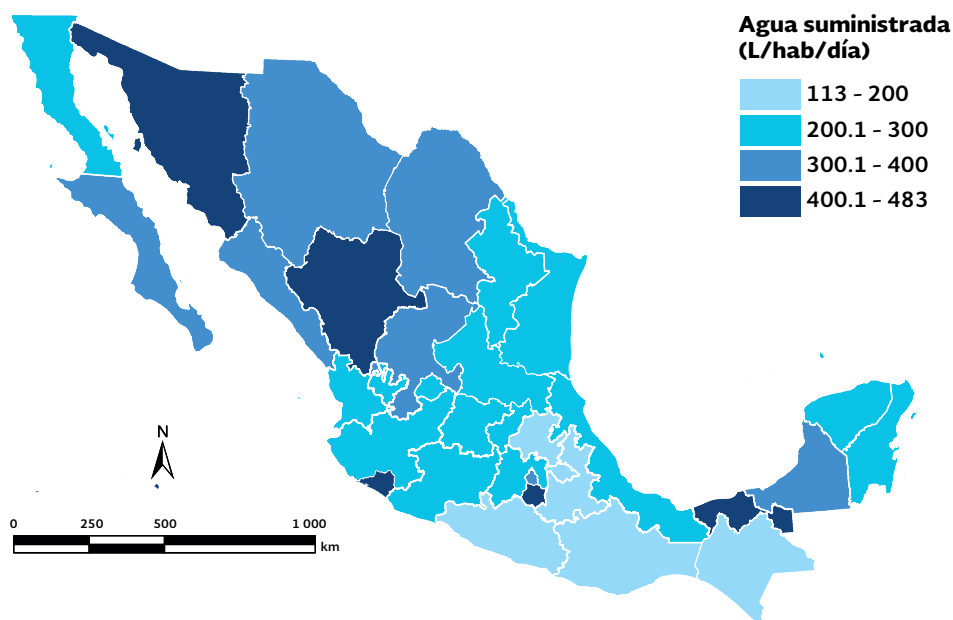 Agua suministrada
(L/hab/día)
113 - 200
200.1 - 300
300.1 - 400
400.1 - 483
N
0 250 500 1 000
km